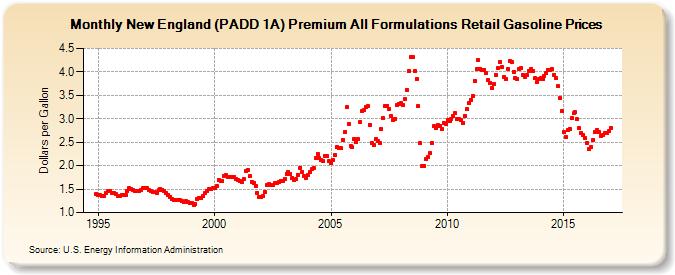 Monthly New England (PADD 1A) Premium All Formulations Retail Gasoline Prices
Dollars per Gallon
4.5
4.0
3.5
3.0
2.5
2.0
1.5
1.0
1995 2000 2005 2010 2015
Source: U.S. Energy Information Administration